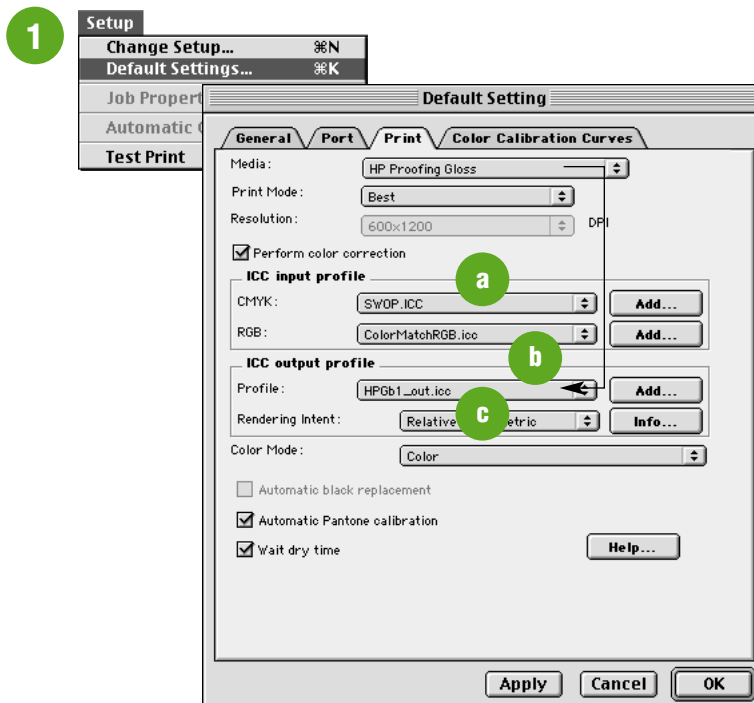 1
Setup
Change Setup... ⌘N
Default Settings... ⌘K
Job Propert
Automatic
Test Print
Default Setting
General Port Print Color Calibration Curves
Media: HP Proofing Gloss
Print Mode: Best
Resolution: 600x1200 DPI
Perform color correction
ICC input profile
a
CMYK: SWOP.ICC Add...
RGB: ColorMatchRGB.icc Add...
b
ICC output profile
Profile: HPGb1_out.icc Add...
c
Rendering Intent: Relative etric Info...
Color Mode: Color
Automatic black replacement
Automatic Pantone calibration
Wait dry time
Help...
Apply Cancel OK